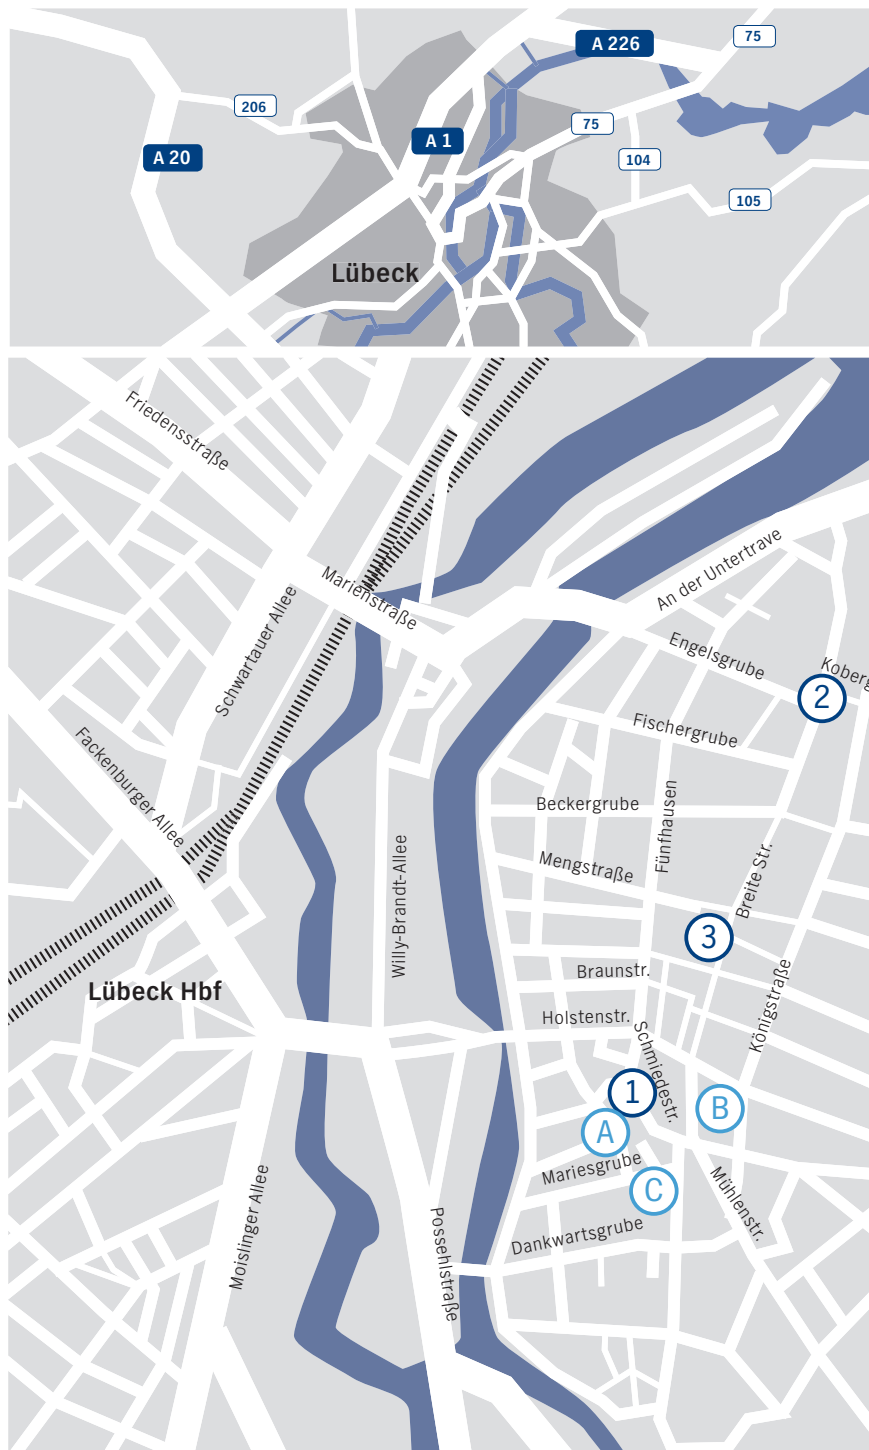 A 226
75
206
75
A 1
A 20
104
105
Lübeck
Friedensstraße
An der Untertrave
Marienstraße
Schwartauer Allee
Engelsgrube
Koberg
2
Fischergrube
Fackenburger Allee
Beckergrube
Fünfhausen
Mengstraße
Breite Str.
Willy-Brandt-Allee
3
Braunstr.
Lübeck Hbf
Königstraße
Holstenstr.
Schmiedestr.
1
B
A
Mariesgrube
C
Mühlenstr.
Moislinger Allee
Possehlstraße
Dankwartsgrube